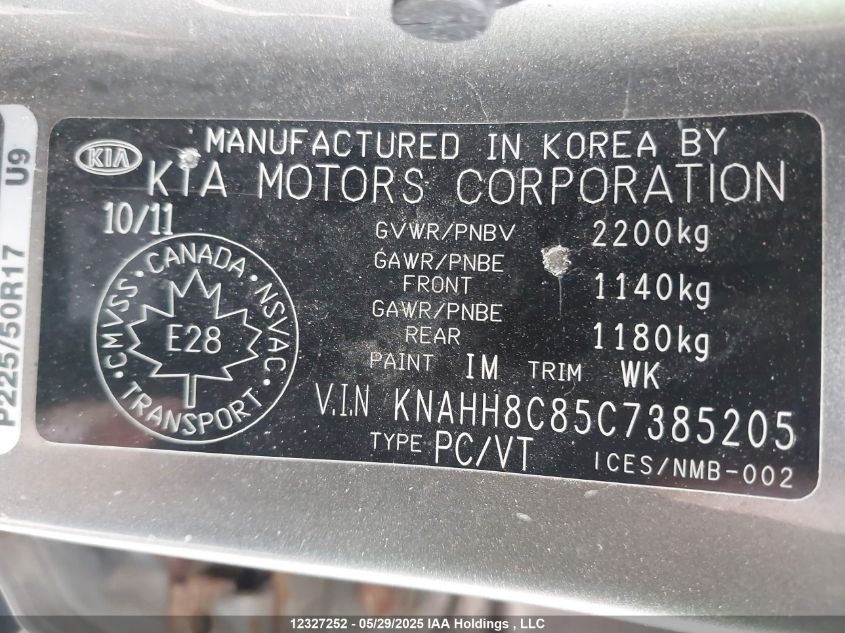 P225/50R17 U9
KIA
MANUFACTURED IN KOREA BY
KIA MOTORS CORPORATION
10/11
GVWR/PNBV 2200kg
GAWR/PNBE
FRONT 1140kg
GAWR/PNBE
REAR 1180kg
PAINT IM TRIM WK
CMVSS · CANADA · NSVAC
E28
· TRANSPORT ·
V.I.N KNAHH8C85C7385205
TYPE PC/VT
ICES/NMB-002
12327252 - 05/29/2025 IAA Holdings, LLC